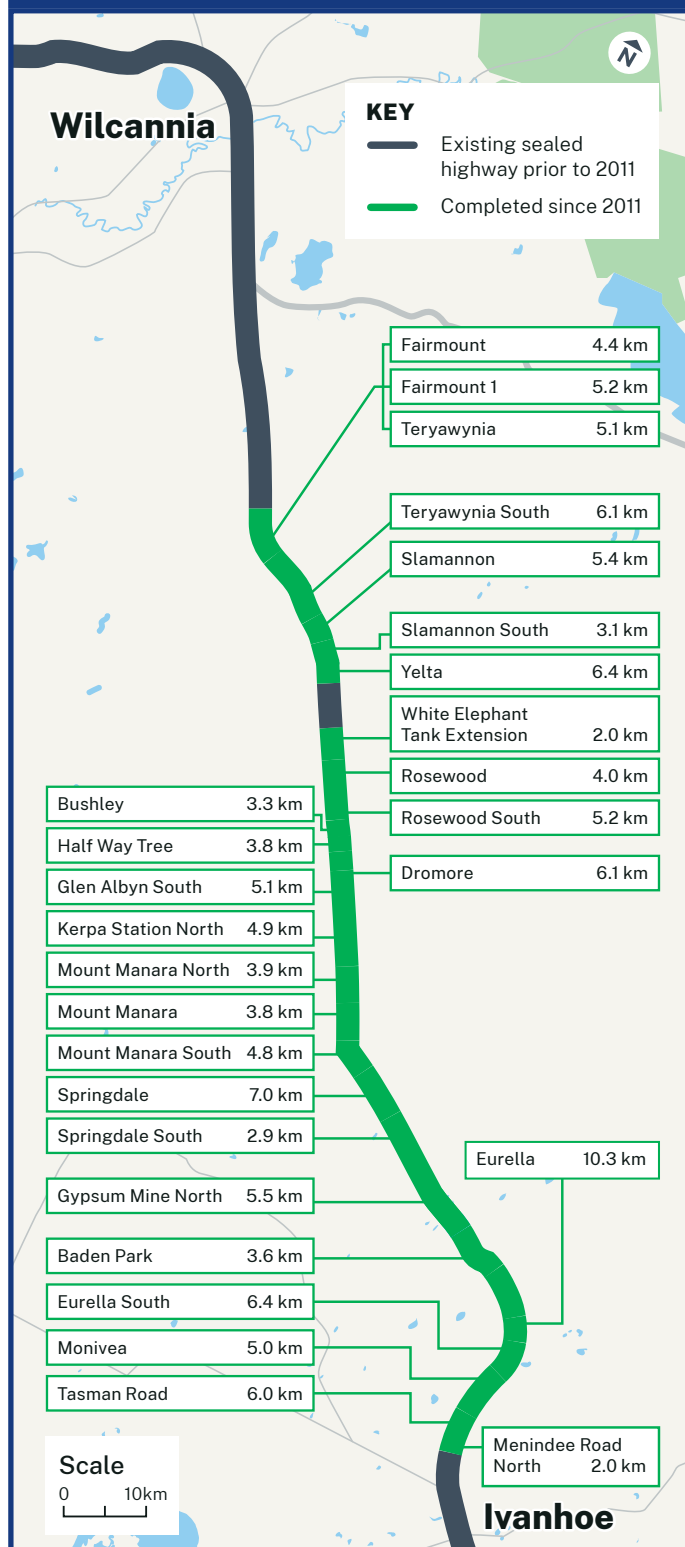 N
Wilcannia
KEY
Existing sealed
highway prior to 2011
Completed since 2011
Fairmount 4.4 km
Fairmount 1 5.2 km
Teryawynia 5.1 km
Teryawynia South 6.1 km
Slamannon 5.4 km
Slamannon South 3.1 km
Yelta 6.4 km
White Elephant
Tank Extension 2.0 km
Rosewood 4.0 km
Rosewood South 5.2 km
Dromore 6.1 km
Bushley 3.3 km
Half Way Tree 3.8 km
Glen Albyn South 5.1 km
Kerpa Station North 4.9 km
Mount Manara North 3.9 km
Mount Manara 3.8 km
Mount Manara South 4.8 km
Springdale 7.0 km
Springdale South 2.9 km
Gypsum Mine North 5.5 km
Eurella 10.3 km
Baden Park 3.6 km
Eurella South 6.4 km
Monivea 5.0 km
Tasman Road 6.0 km
Menindee Road
North 2.0 km
Scale
0 10km
Ivanhoe